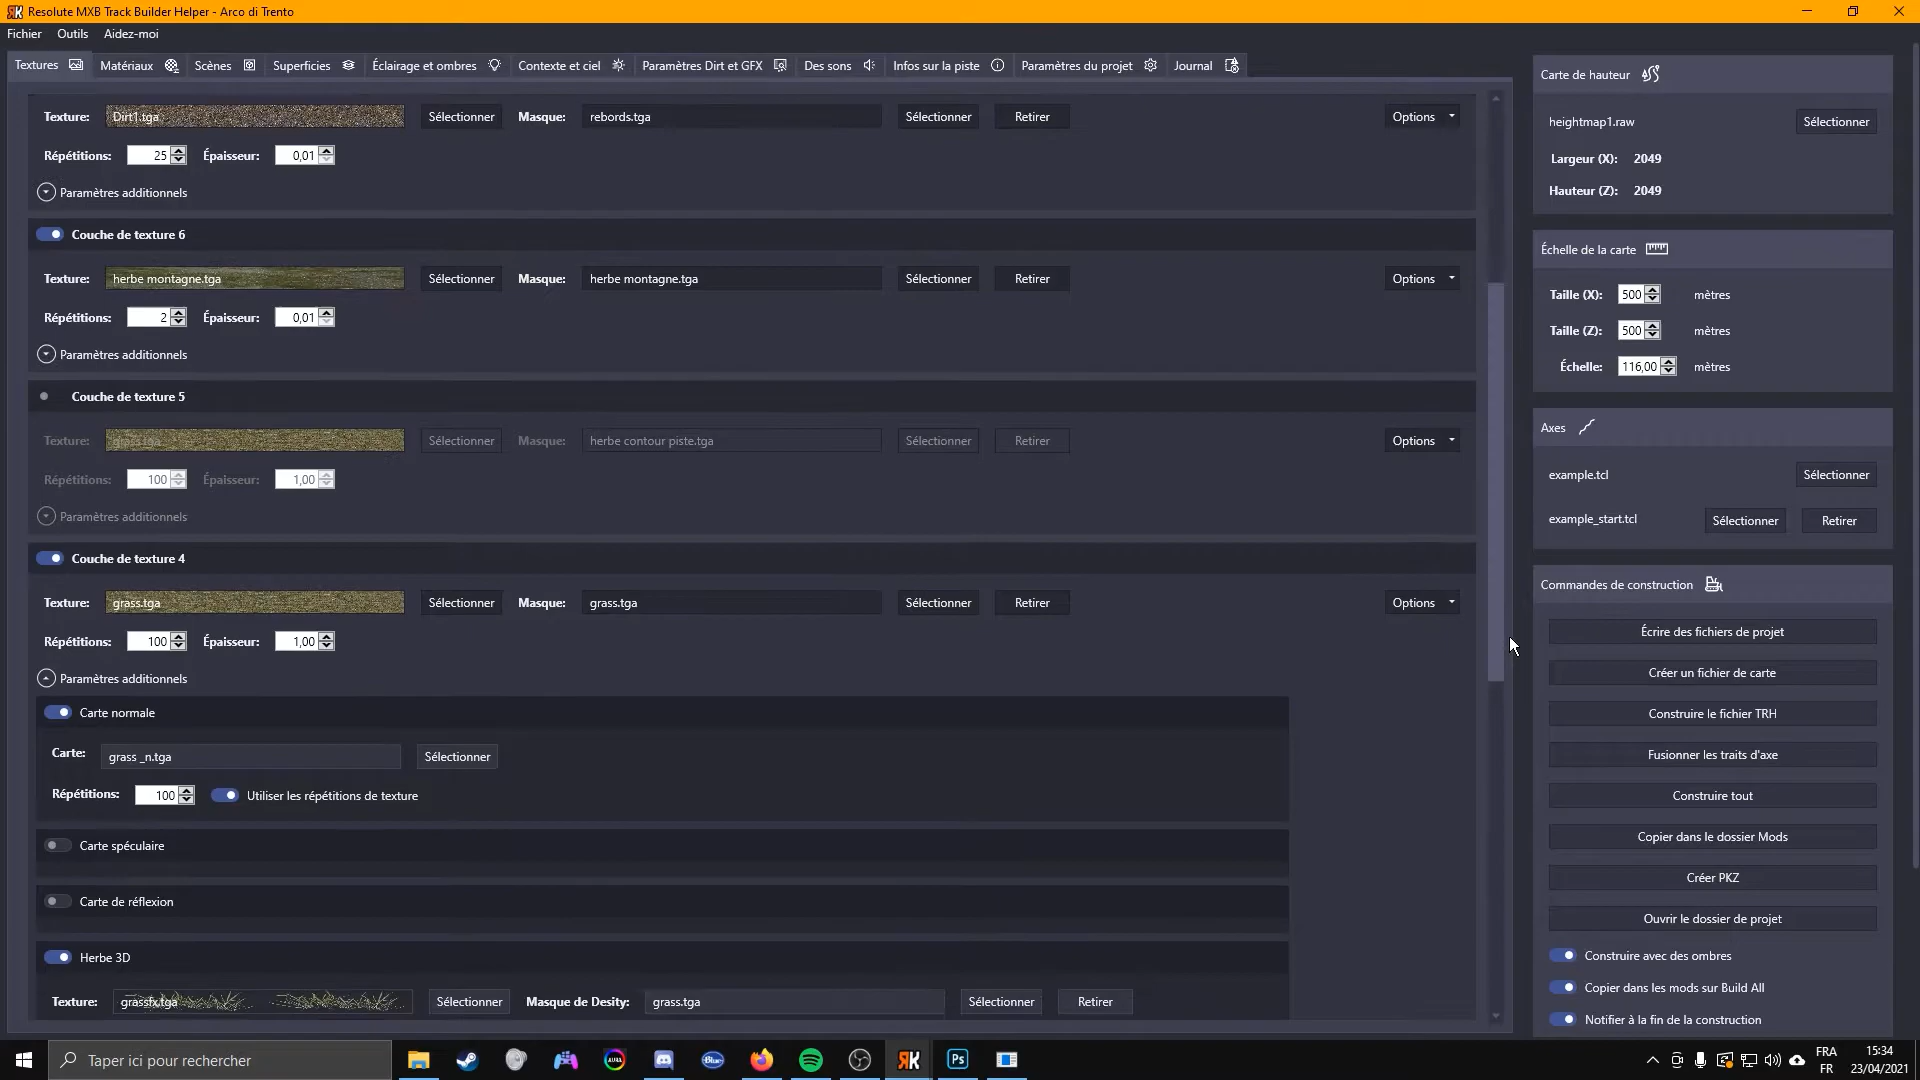 Resolute MXB Track Builder Helper - Arco di Trento
Fichier Outils Aidez-moi
Textures Matériaux Scènes Superficies Éclairage et ombres Contexte et ciel Paramètres Dirt et GFX Des sons Infos sur la piste Paramètres du projet Journal
Texture: Dirt1.tga Sélectionner Masque: rebords.tga Sélectionner Retirer Options
Répétitions: 25 Épaisseur: 0,01
Paramètres additionnels
Couche de texture 6
Texture: herbe montagne.tga Sélectionner Masque: herbe montagne.tga Sélectionner Retirer Options
Répétitions: 2 Épaisseur: 0,01
Paramètres additionnels
Couche de texture 5
Texture: grass.tga Sélectionner Masque: herbe contour piste.tga Sélectionner Retirer Options
Répétitions: 100 Épaisseur: 1,00
Paramètres additionnels
Couche de texture 4
Texture: grass.tga Sélectionner Masque: grass.tga Sélectionner Retirer Options
Répétitions: 100 Épaisseur: 1,00
Paramètres additionnels
Carte normale
Carte: grass _n.tga Sélectionner
Répétitions: 100 Utiliser les répétitions de texture
Carte spéculaire
Carte de réflexion
Herbe 3D
Texture: grassfx.tga Sélectionner Masque de Desity: grass.tga Sélectionner Retirer
Carte de hauteur
heightmap1.raw Sélectionner
Largeur (X): 2049
Hauteur (Z): 2049
Échelle de la carte
Taille (X): 500 mètres
Taille (Z): 500 mètres
Échelle: 116,00 mètres
Axes
example.tcl Sélectionner
example_start.tcl Sélectionner Retirer
Commandes de construction
Écrire des fichiers de projet
Créer un fichier de carte
Construire le fichier TRH
Fusionner les traits d'axe
Construire tout
Copier dans le dossier Mods
Créer PKZ
Ouvrir le dossier de projet
Construire avec des ombres
Copier dans les mods sur Build All
Notifier à la fin de la construction
Taper ici pour rechercher
AURA
Blue
RK
Ps
FRA
FR
15:34
23/04/2021